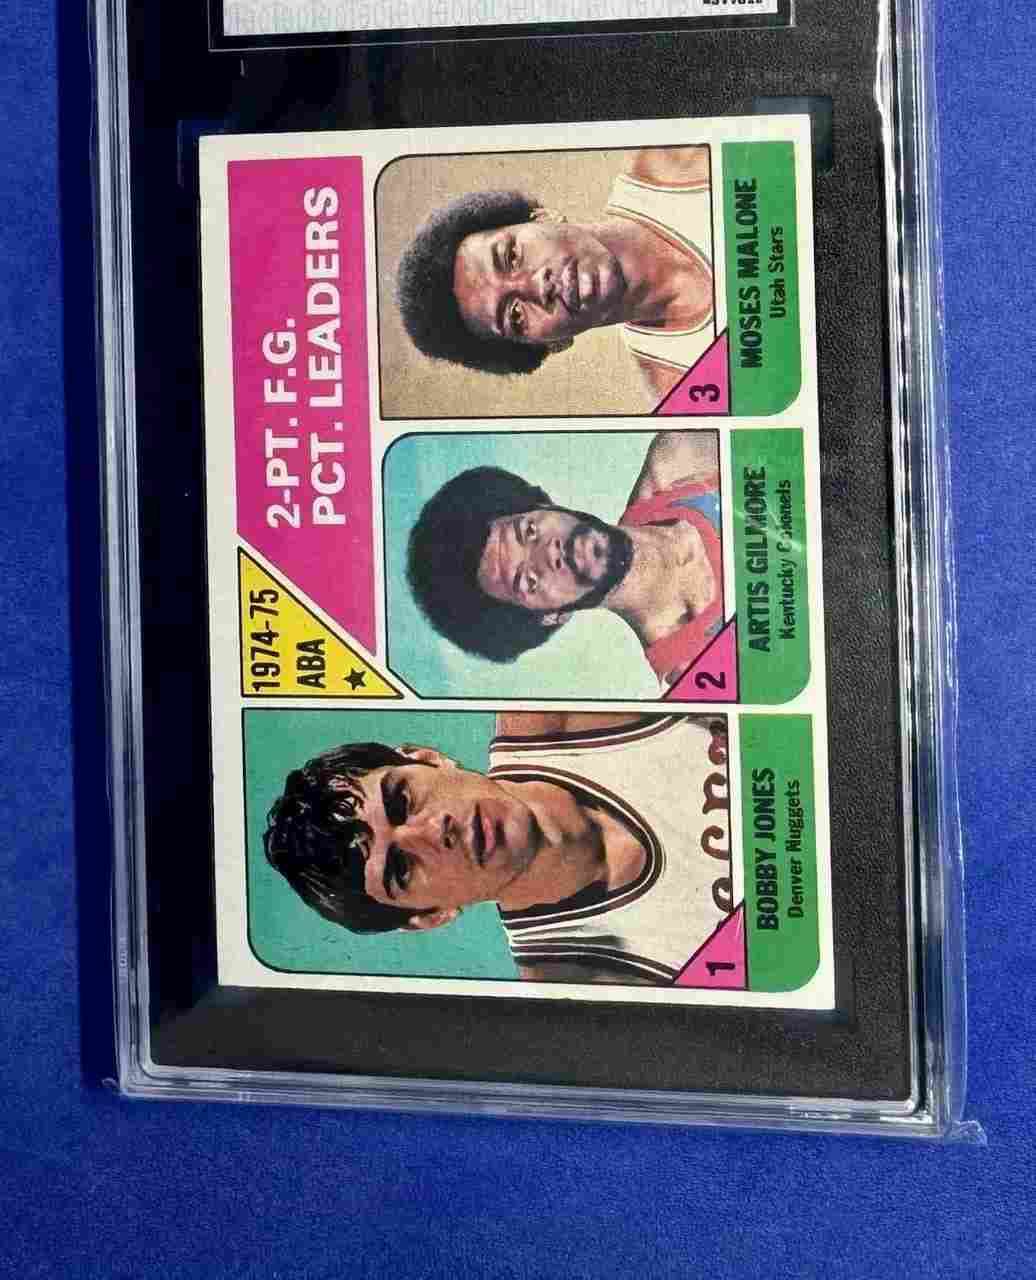 1974-75
ABA
2-PT. F.G.
PCT. LEADERS
1
BOBBY JONES
Denver Nuggets
2
ARTIS GILMORE
Kentucky Colonels
3
MOSES MALONE
Utah Stars